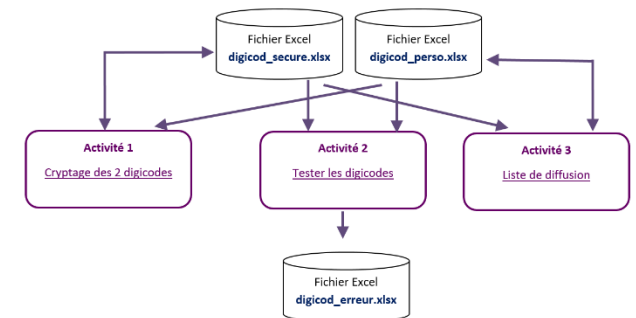 Fichier Excel
digicod_secure.xlsx
Fichier Excel
digicod_perso.xlsx
Activité 1
Cryptage des 2 digicodes
Activité 2
Tester les digicodes
Activité 3
Liste de diffusion
Fichier Excel
digicod_erreur.xlsx